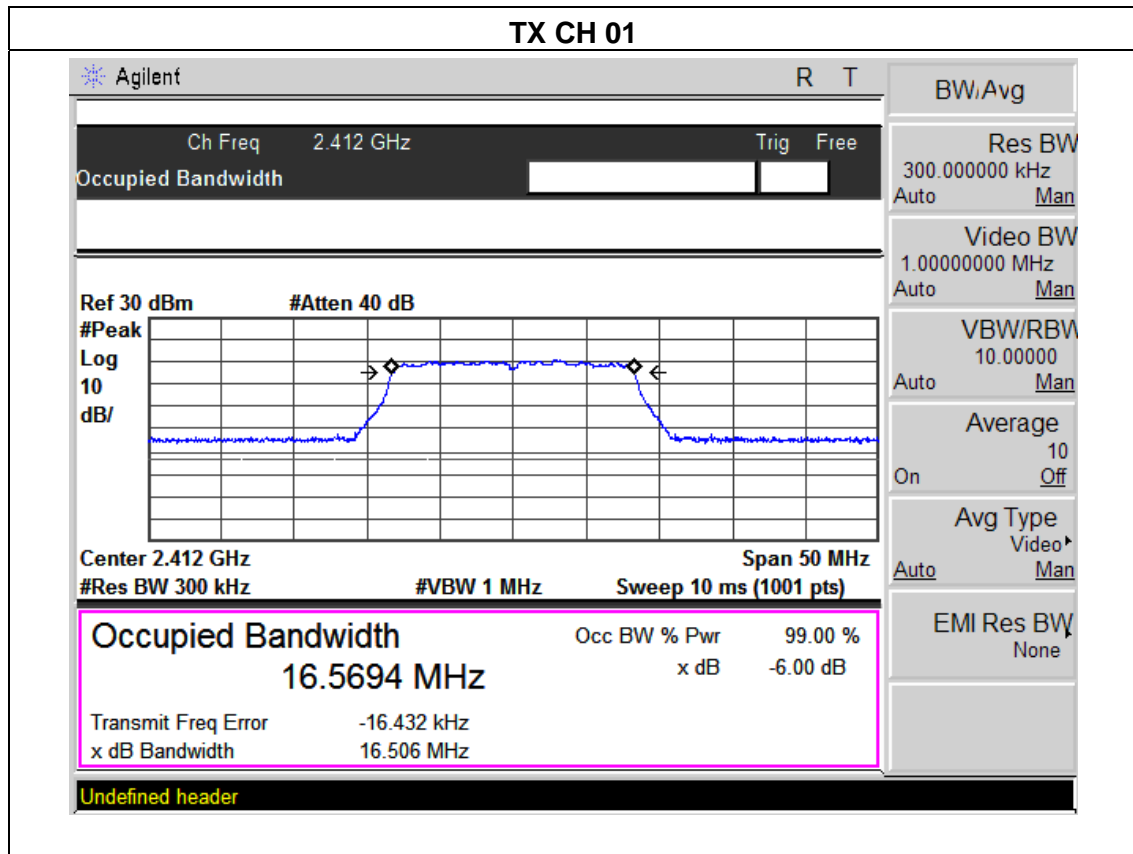 TX CH 01
Agilent R T
Ch Freq 2.412 GHz Trig Free
Occupied Bandwidth
Ref 30 dBm #Atten 40 dB
#Peak
Log
10
dB/
Center 2.412 GHz Span 50 MHz
#Res BW 300 kHz #VBW 1 MHz Sweep 10 ms (1001 pts)
Occupied Bandwidth Occ BW % Pwr 99.00 %
16.5694 MHz x dB -6.00 dB
Transmit Freq Error -16.432 kHz
x dB Bandwidth 16.506 MHz
Undefined header
BW/Avg
Res BW
300.000000 kHz
Auto Man
Video BW
1.00000000 MHz
Auto Man
VBW/RBW
10.00000
Auto Man
Average
10
On Off
Avg Type
Video
Auto Man
EMI Res BW
None